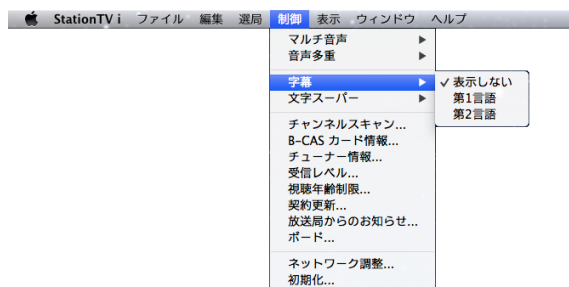 StationTV i ファイル 編集 選局 制御 表示 ウィンドウ ヘルプ
マルチ音声
音声多重
字幕
✓ 表示しない
第1言語
第2言語
文字スーパー
チャンネルスキャン...
B-CAS カード情報...
チューナー情報...
受信レベル...
視聴年齢制限...
契約更新...
放送局からのお知らせ...
ボード...
ネットワーク調整...
初期化...